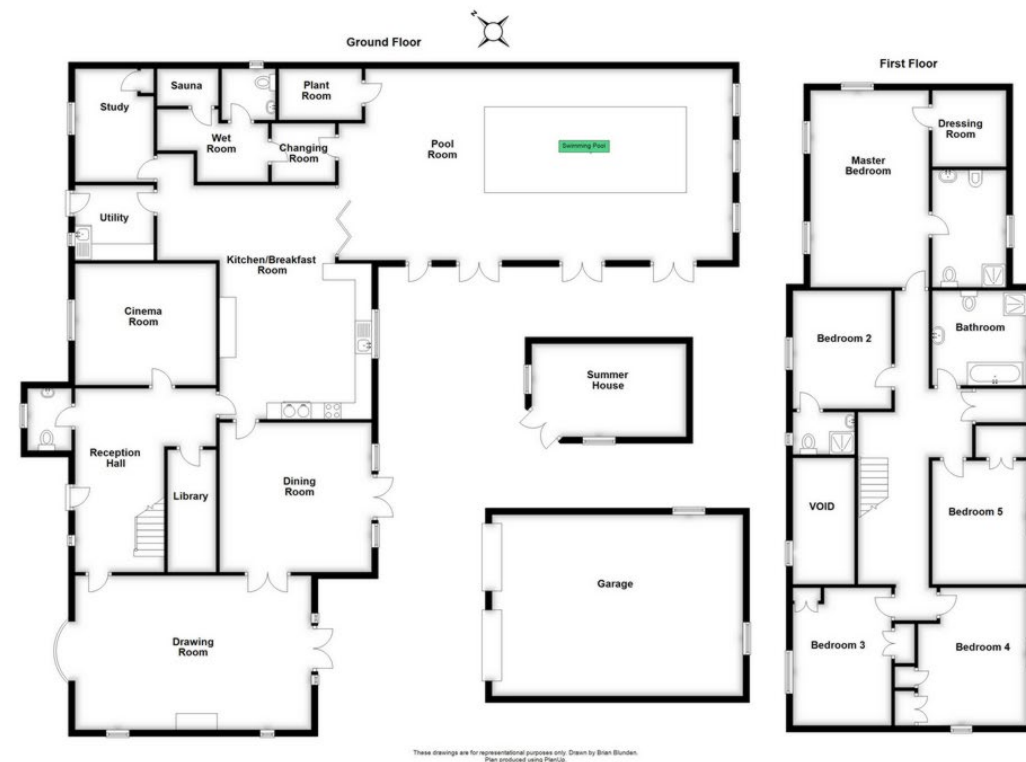 N
Ground Floor
First Floor
Study
Sauna
Plant
Room
Wet
Room
Changing
Room
Pool
Room
Swimming Pool
Utility
Kitchen/Breakfast
Room
Cinema
Room
Reception
Hall
Library
Dining
Room
Drawing
Room
Summer
House
Garage
Master
Bedroom
Dressing
Room
Bedroom 2
Bathroom
VOID
Bedroom 5
Bedroom 3
Bedroom 4
These drawings are for representational purposes only. Drawn by Brian Blunden.
Plan produced using PlanUp.